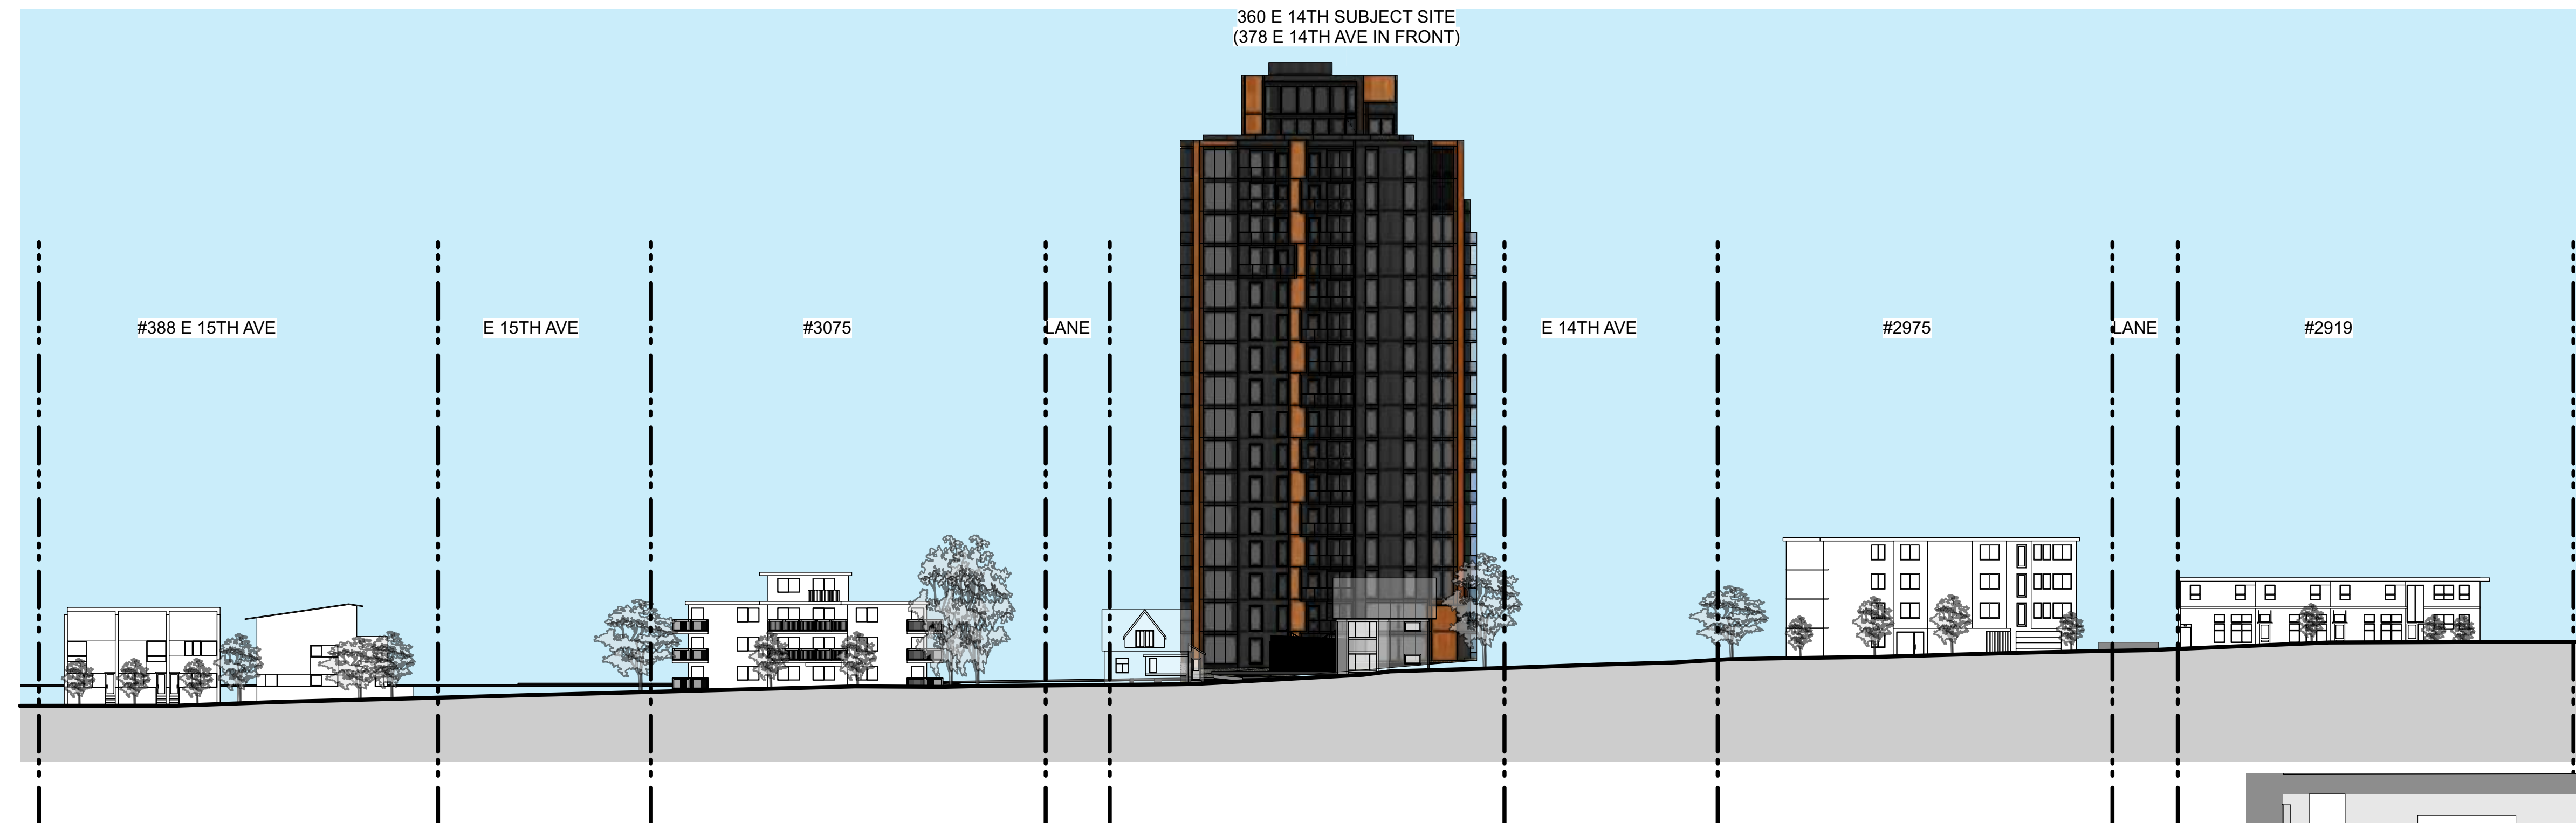 360 E 14TH SUBJECT SITE
(378 E 14TH AVE IN FRONT)
#388 E 15TH AVE
E 15TH AVE
#3075
LANE
E 14TH AVE
#2975
LANE
#2919